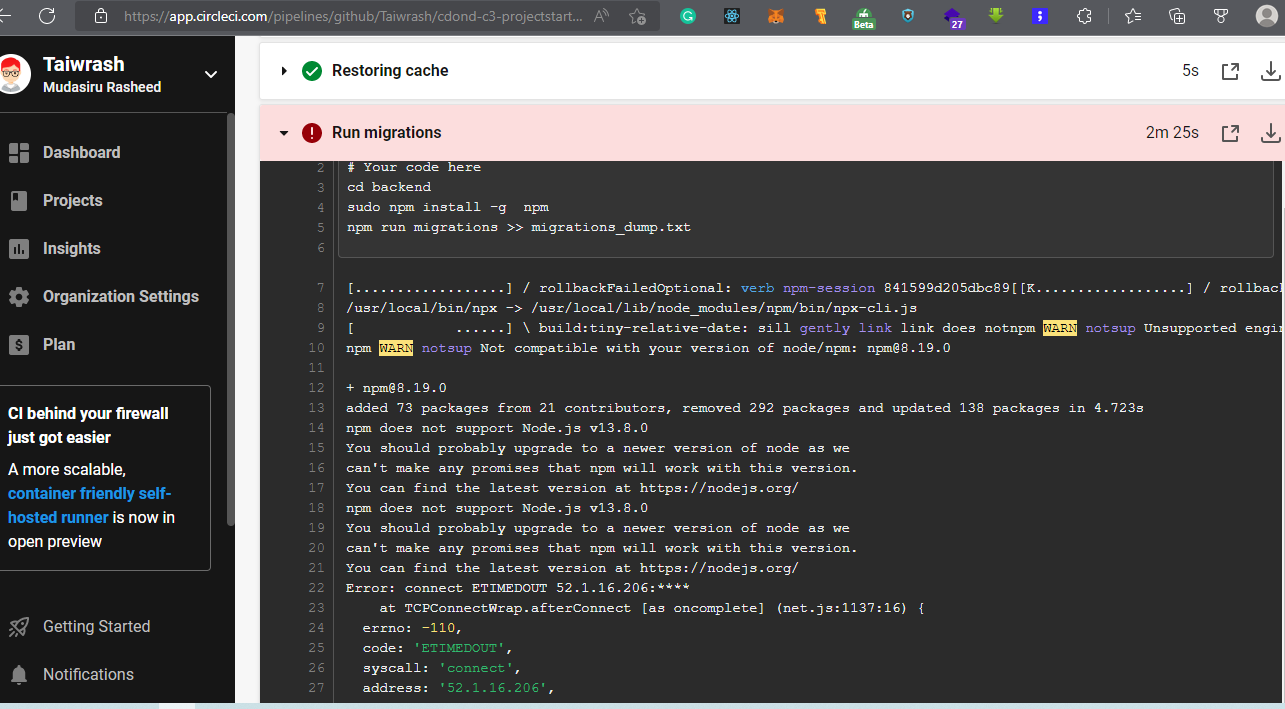 https://app.circleci.com/pipelines/github/Taiwrash/cdond-c3-projectstart...
Beta
27
Taiwrash
Mudasiru Rasheed
Dashboard
Projects
Insights
Organization Settings
Plan
CI behind your firewall
just got easier
A more scalable,
container friendly self-
hosted runner is now in
open preview
Getting Started
Notifications
Restoring cache 5s
Run migrations 2m 25s
2 # Your code here
3 cd backend
4 sudo npm install -g  npm
5 npm run migrations >> migrations_dump.txt
6
7 [..................] / rollbackFailedOptional: verb npm-session 841599d205dbc89[[K..................] / rollbac
8 /usr/local/bin/npx -> /usr/local/lib/node_modules/npm/bin/npx-cli.js
9 [            ......] \ build:tiny-relative-date: sill gently link link does notnpm WARN notsup Unsupported engi
10 npm WARN notsup Not compatible with your version of node/npm: npm@8.19.0
11
12 + npm@8.19.0
13 added 73 packages from 21 contributors, removed 292 packages and updated 138 packages in 4.723s
14 npm does not support Node.js v13.8.0
15 You should probably upgrade to a newer version of node as we
16 can't make any promises that npm will work with this version.
17 You can find the latest version at https://nodejs.org/
18 npm does not support Node.js v13.8.0
19 You should probably upgrade to a newer version of node as we
20 can't make any promises that npm will work with this version.
21 You can find the latest version at https://nodejs.org/
22 Error: connect ETIMEDOUT 52.1.16.206:****
23     at TCPConnectWrap.afterConnect [as oncomplete] (net.js:1137:16) {
24   errno: -110,
25   code: 'ETIMEDOUT',
26   syscall: 'connect',
27   address: '52.1.16.206',